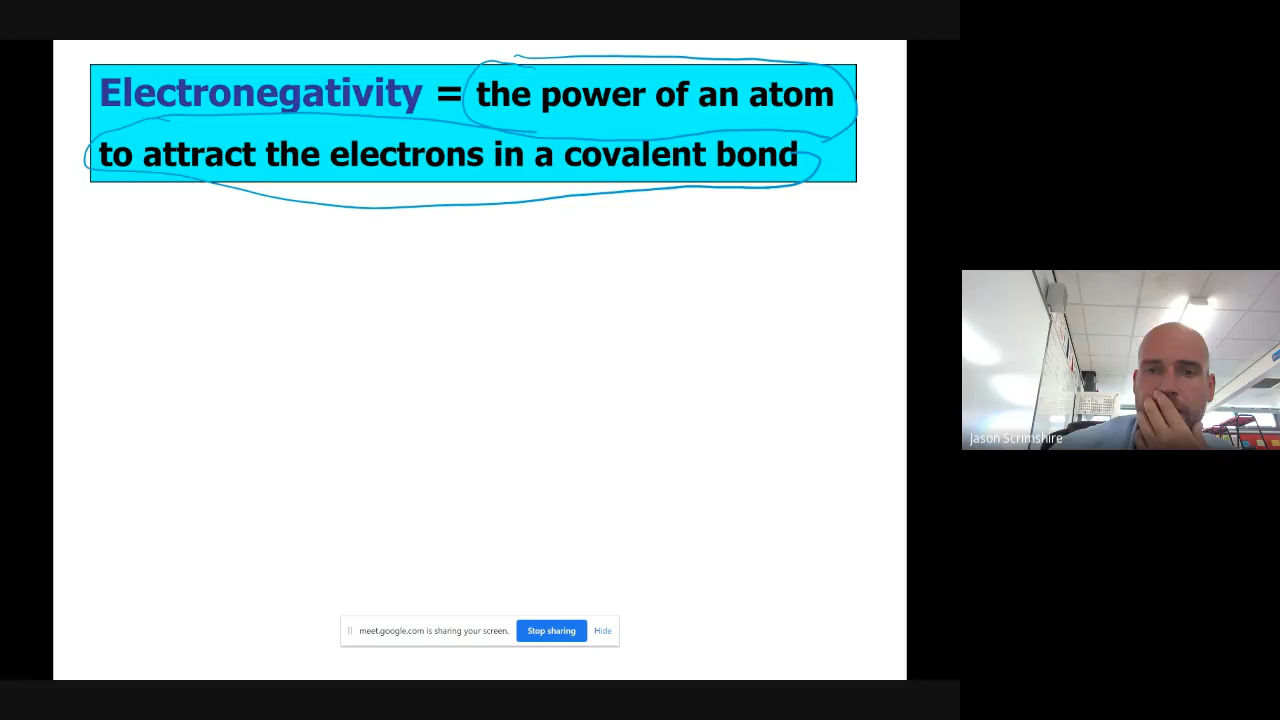 Electronegativity = the power of an atom
to attract the electrons in a covalent bond
Jason Scrimshire
meet.google.com is sharing your screen. Stop sharing Hide